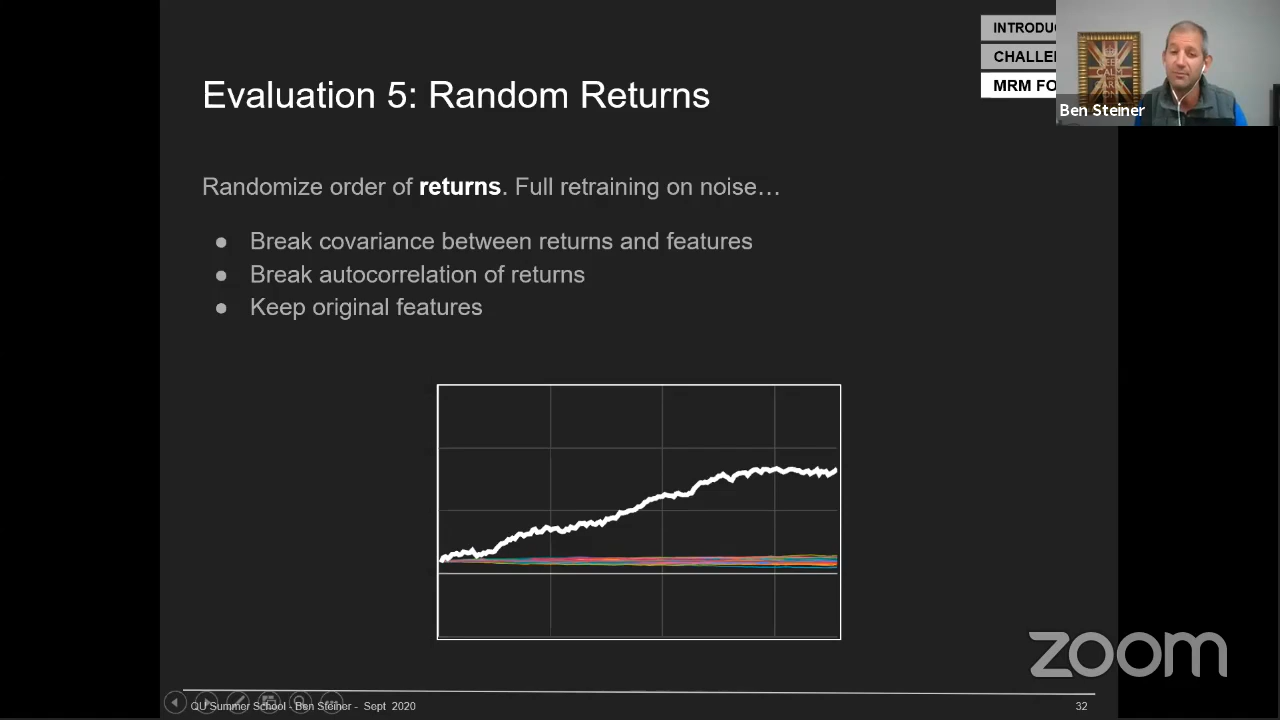 INTRODU
CHALLE
MRM FO
KEEP
CALM
Ben Steiner
Evaluation 5: Random Returns
Randomize order of returns. Full retraining on noise…
● Break covariance between returns and features
● Break autocorrelation of returns
● Keep original features
zoom
QU Summer School - Ben Steiner - Sept 2020
32